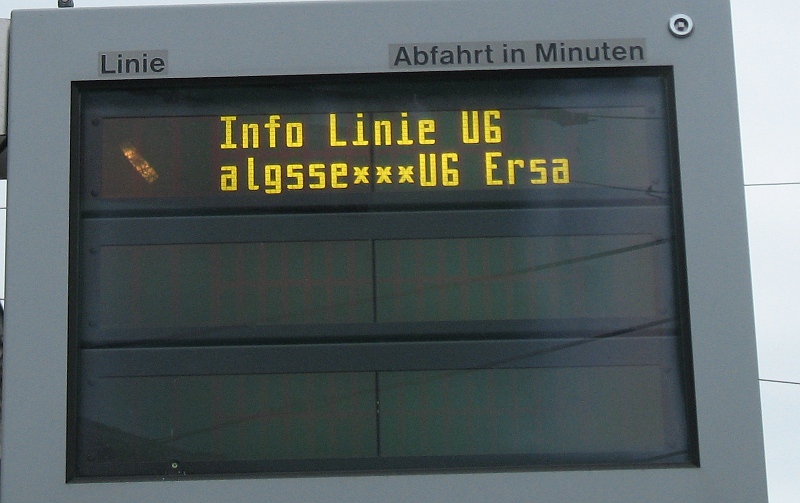 Linie Abfahrt in Minuten
Info Linie U6
algsse***U6 Ersa